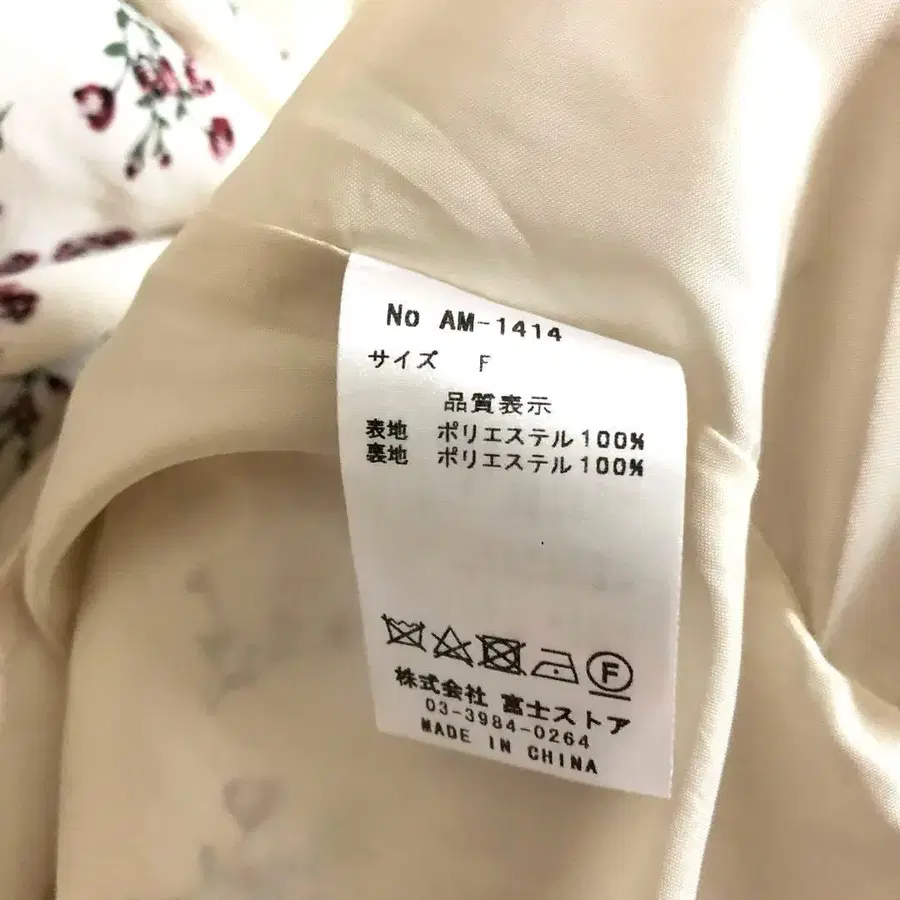 No AM-1414
サイズ F
品質表示
表地 ポリエステル100%
裏地 ポリエステル100%
F
株式会社 富士ストア
03-3984-0264
MADE IN CHINA